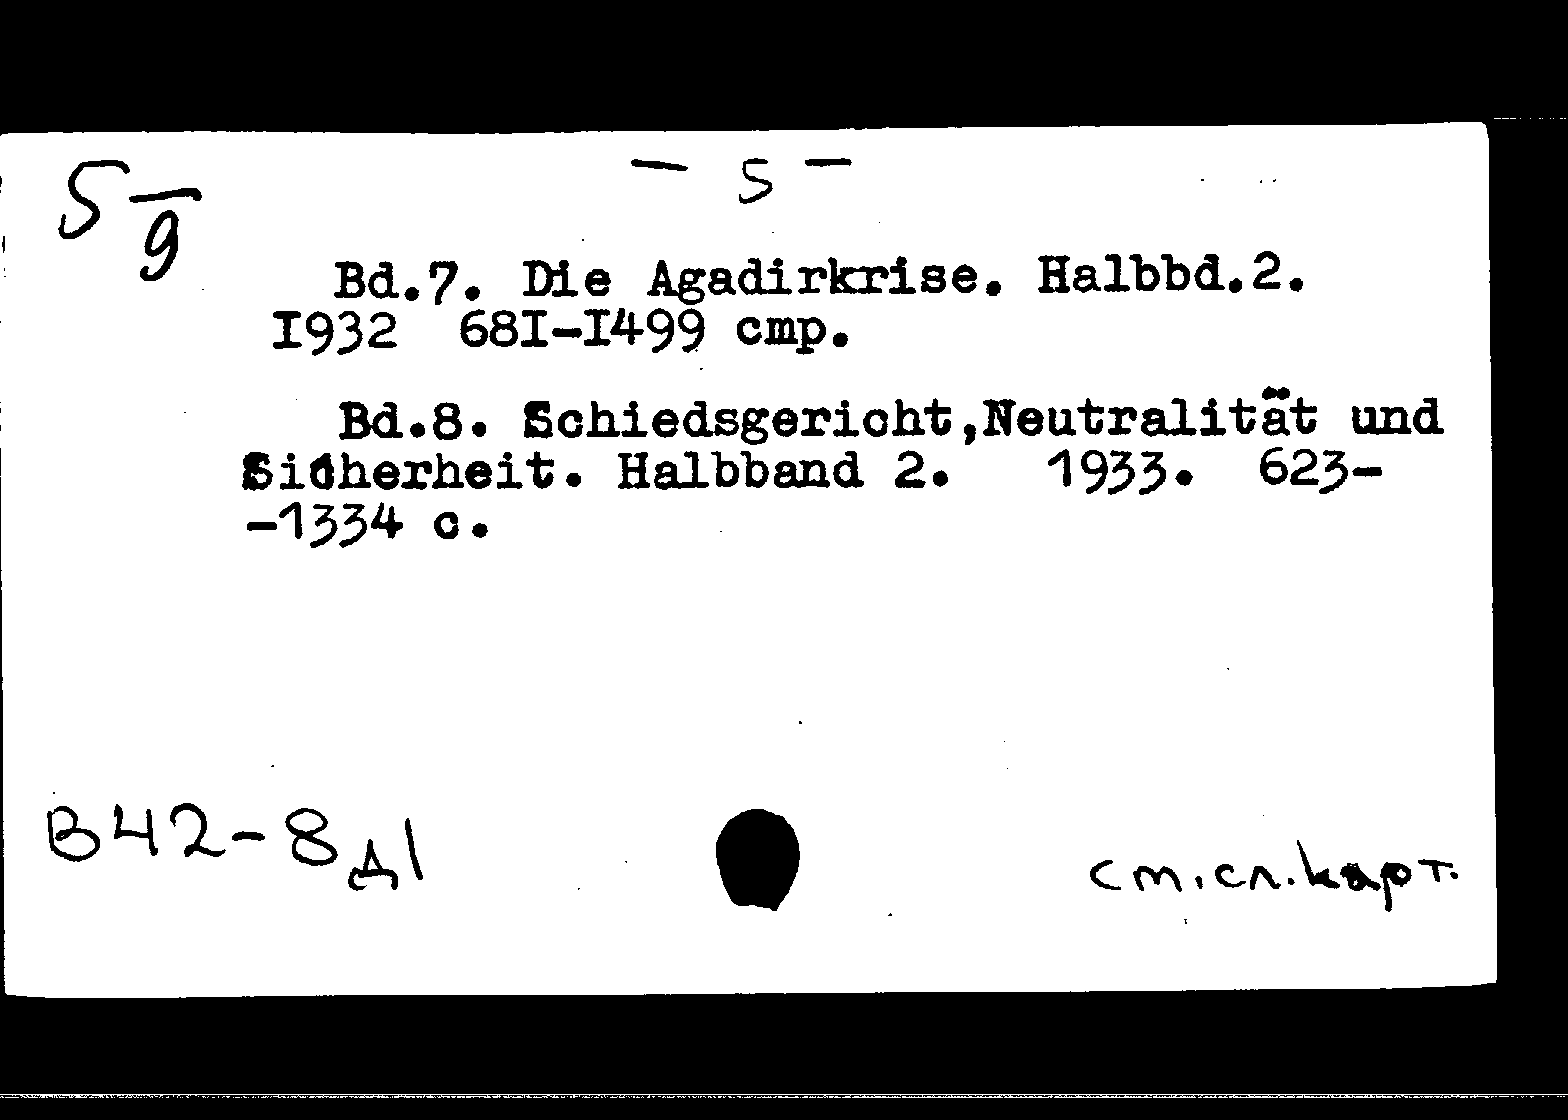 5/9
— 5 —
Bd.7. Die Agadirkrise. Halbbd.2.
I932 68I-I499 cmp.
Bd.8. Schiedsgericht,Neutralität und
Sicherheit. Halbband 2. 1933. 623-
-1334 c.
В42-8/д1
см.сл.карт.